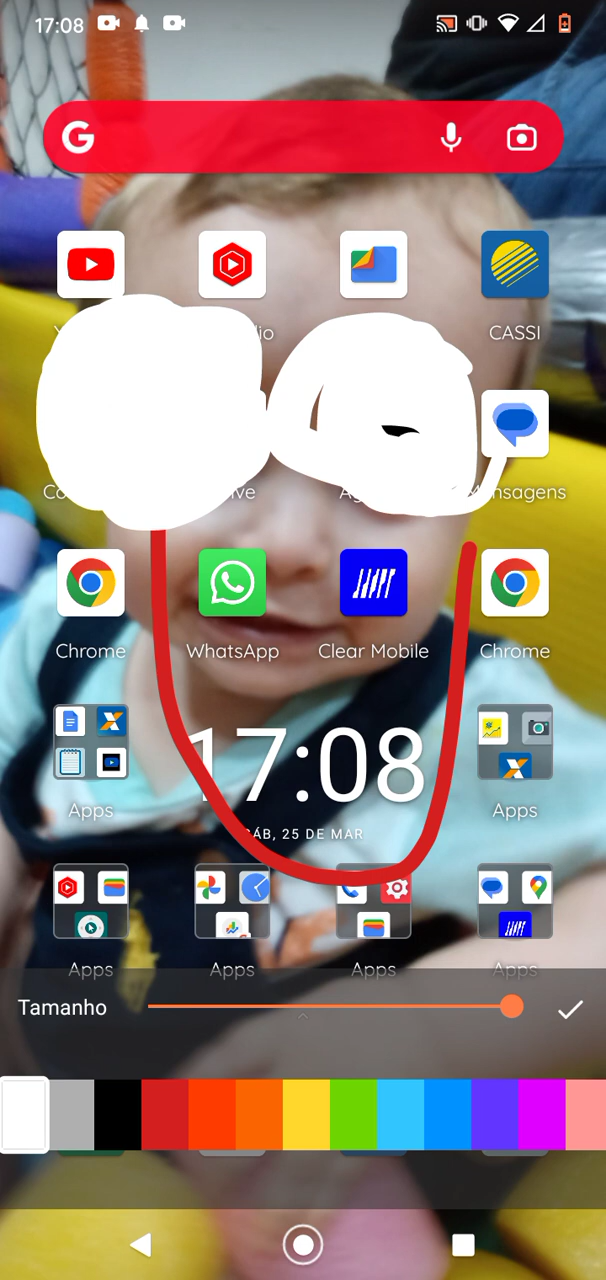 17:08
G
CASSI
Mensagens
Chrome
WhatsApp
Clear Mobile
Chrome
17:08
SÁB, 25 DE MAR
Apps
Apps
Apps
Apps
Apps
Apps
Tamanho